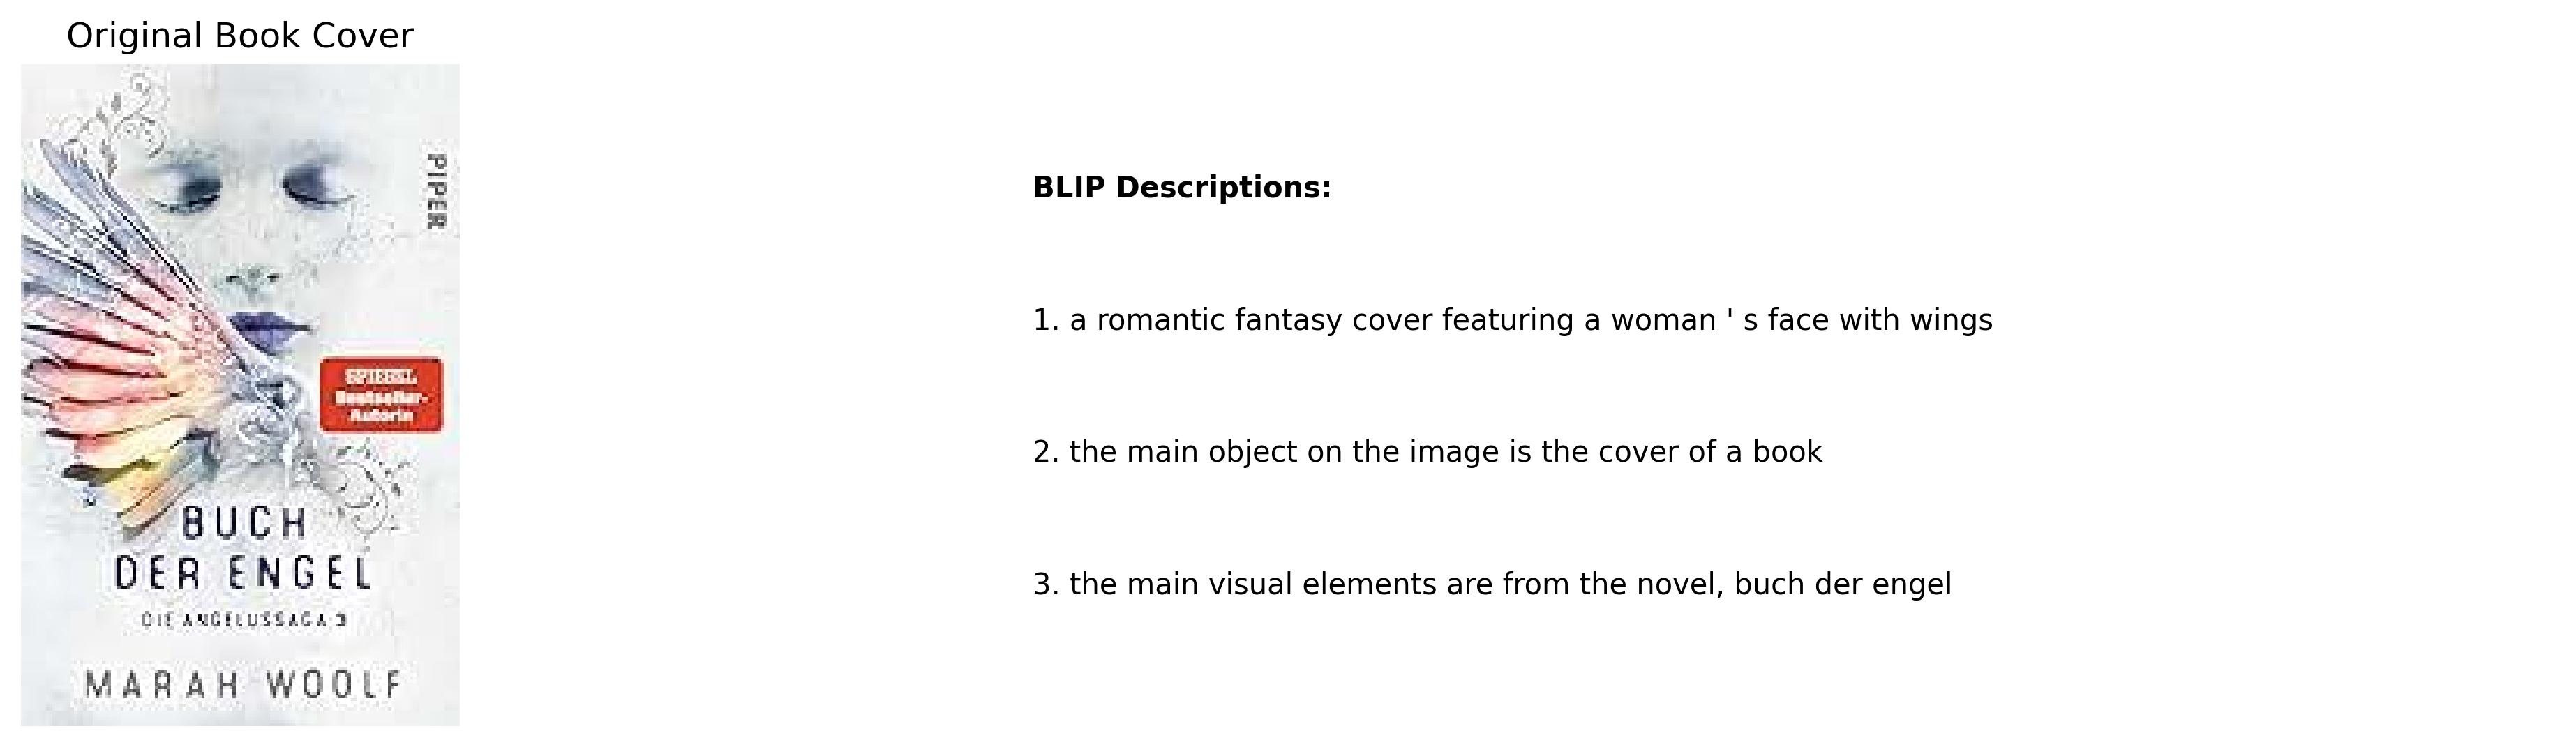 Original Book Cover
PIPER
SPIEGEL
Bestseller-
Autorin
BUCH
DER ENGEL
DIE ANGELUSSAGA 3
MARAH WOOLF
BLIP Descriptions:
1. a romantic fantasy cover featuring a woman ' s face with wings
2. the main object on the image is the cover of a book
3. the main visual elements are from the novel, buch der engel